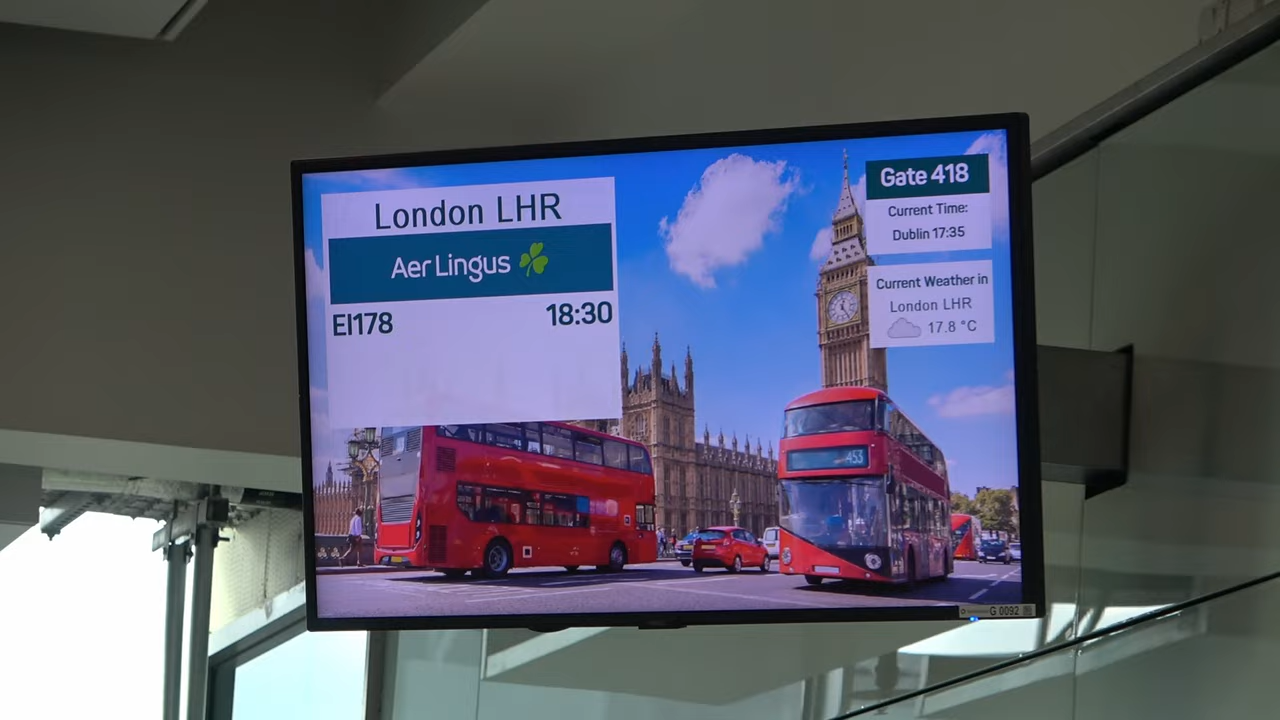 London LHR
Aer Lingus
EI178 18:30
Gate 418
Current Time:
Dublin 17:35
Current Weather in
London LHR
17.8 °C
453
G 0092